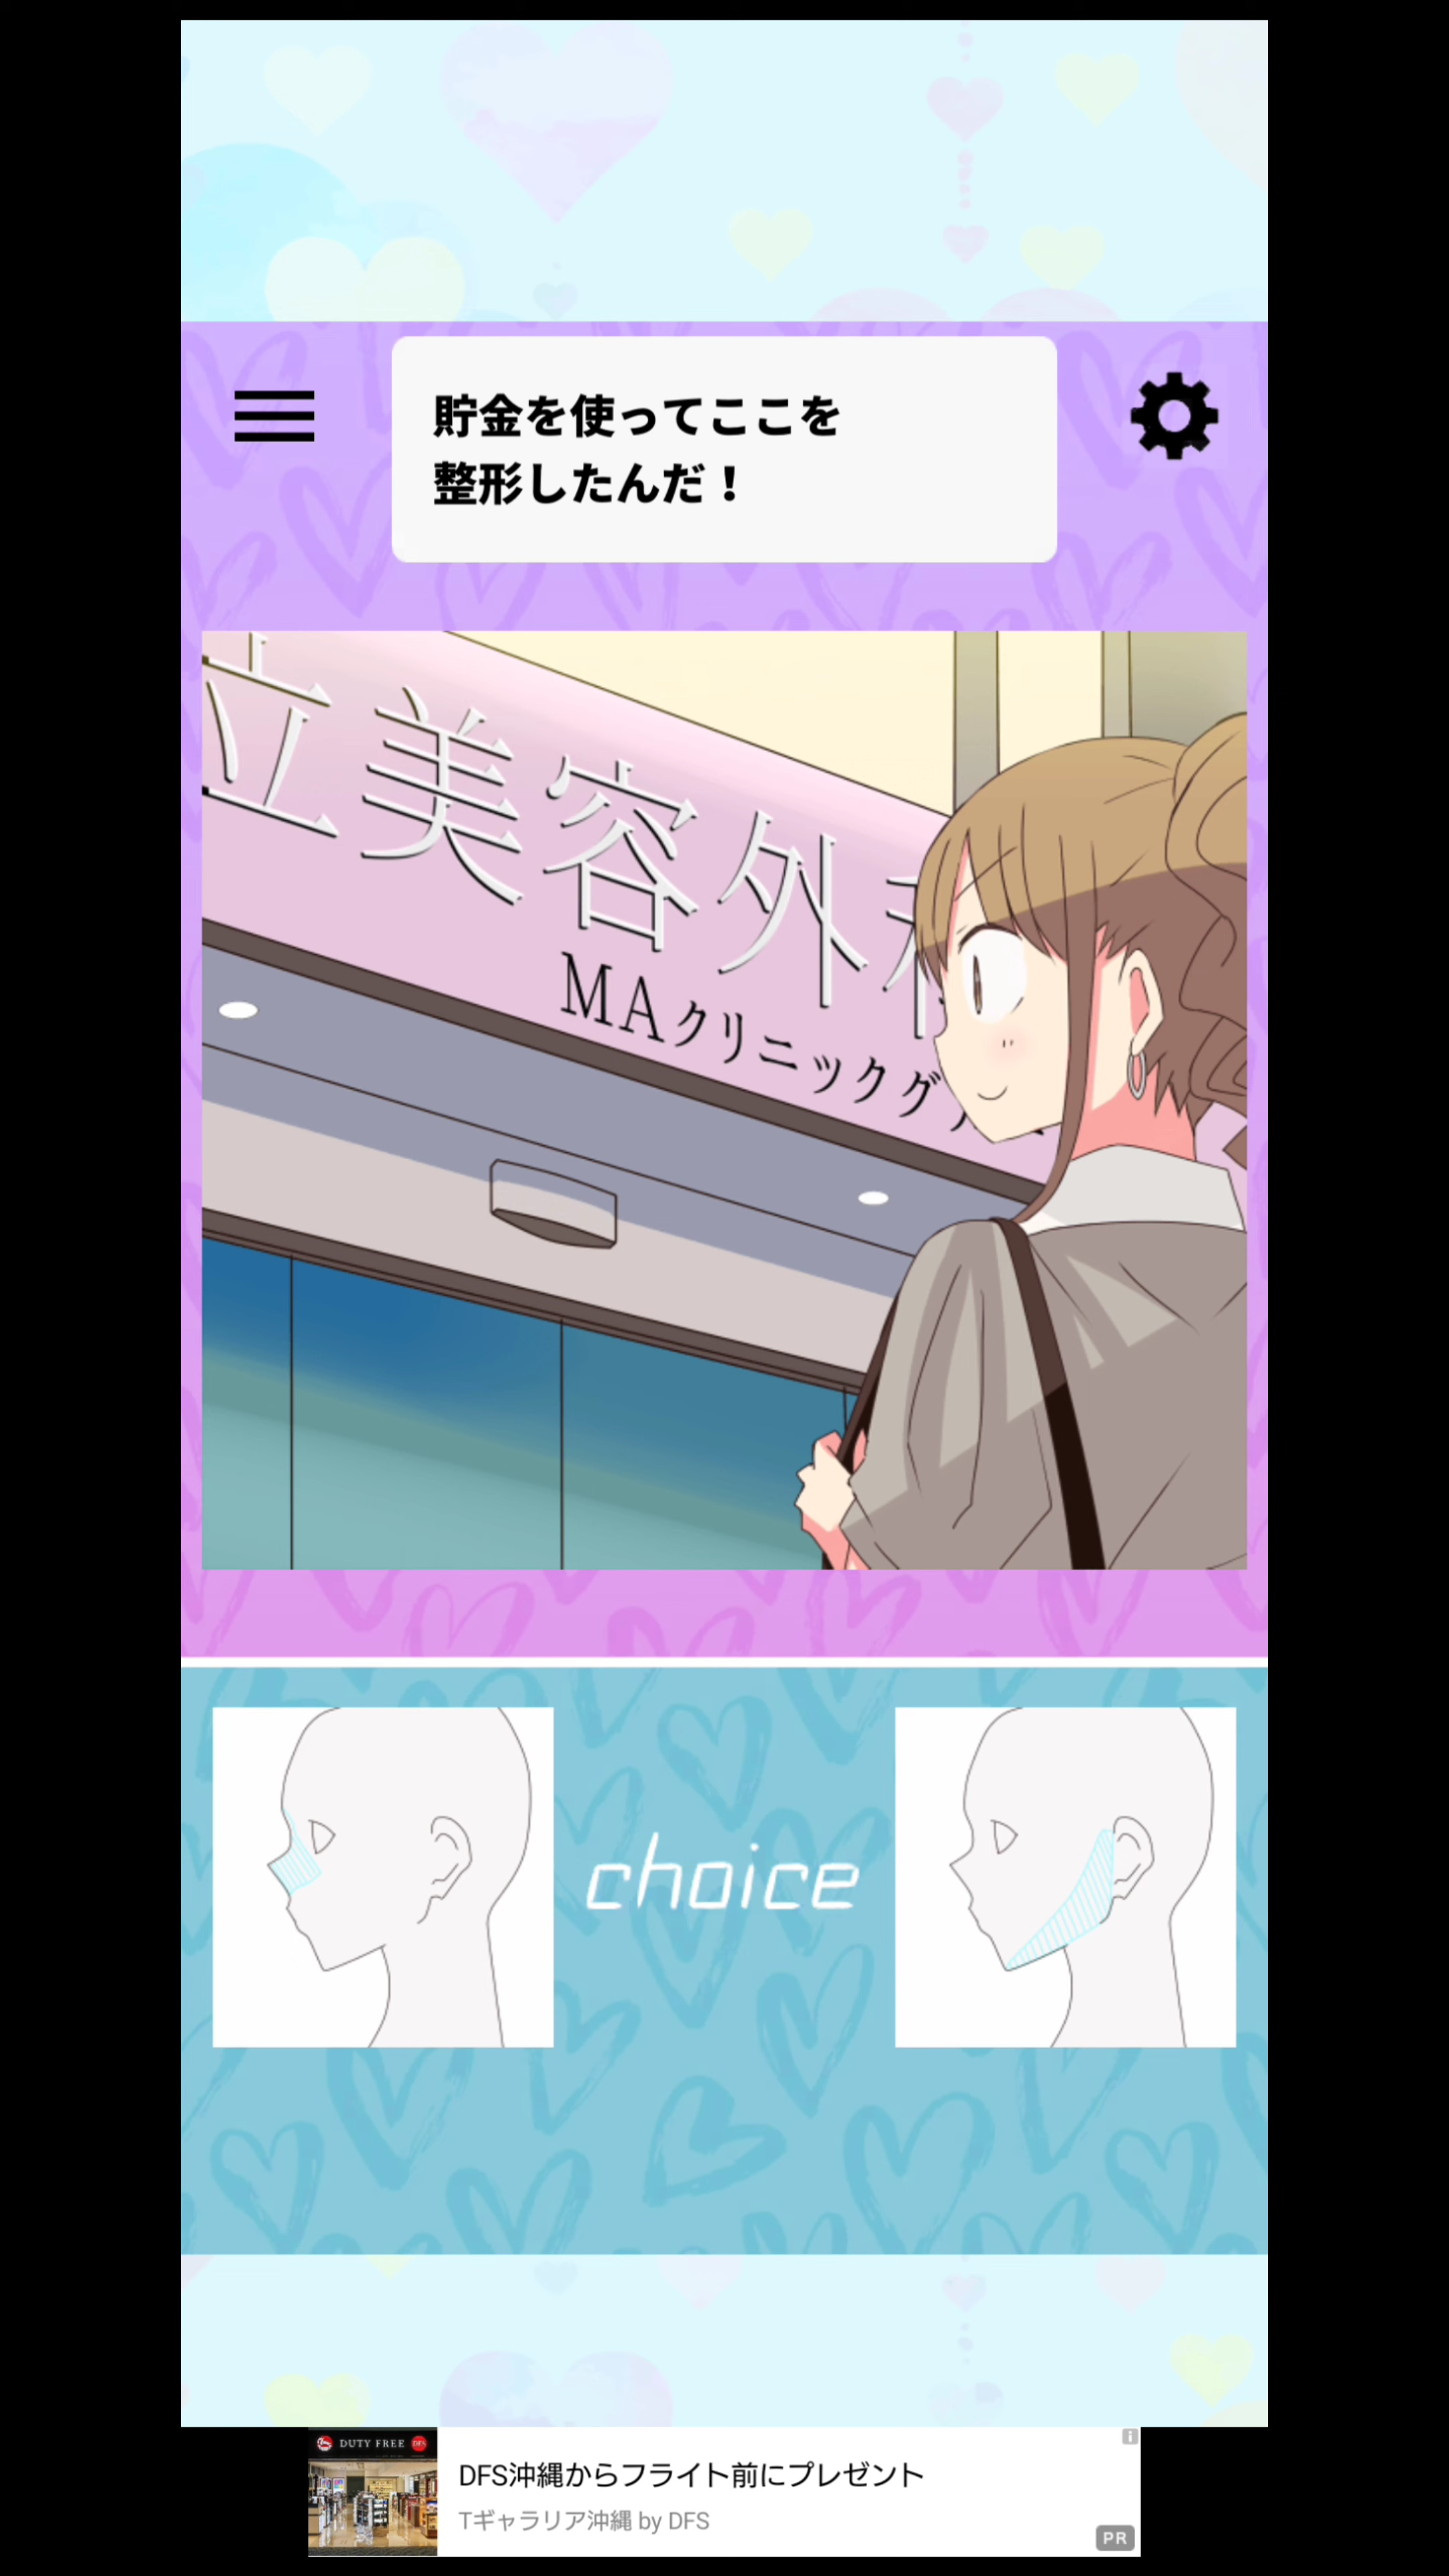 貯金を使ってここを
整形したんだ！
立美容外
MAクリニックグ
choice
DUTY FREE DFS
DFS沖縄からフライト前にプレゼント
Tギャラリア沖縄 by DFS
PR